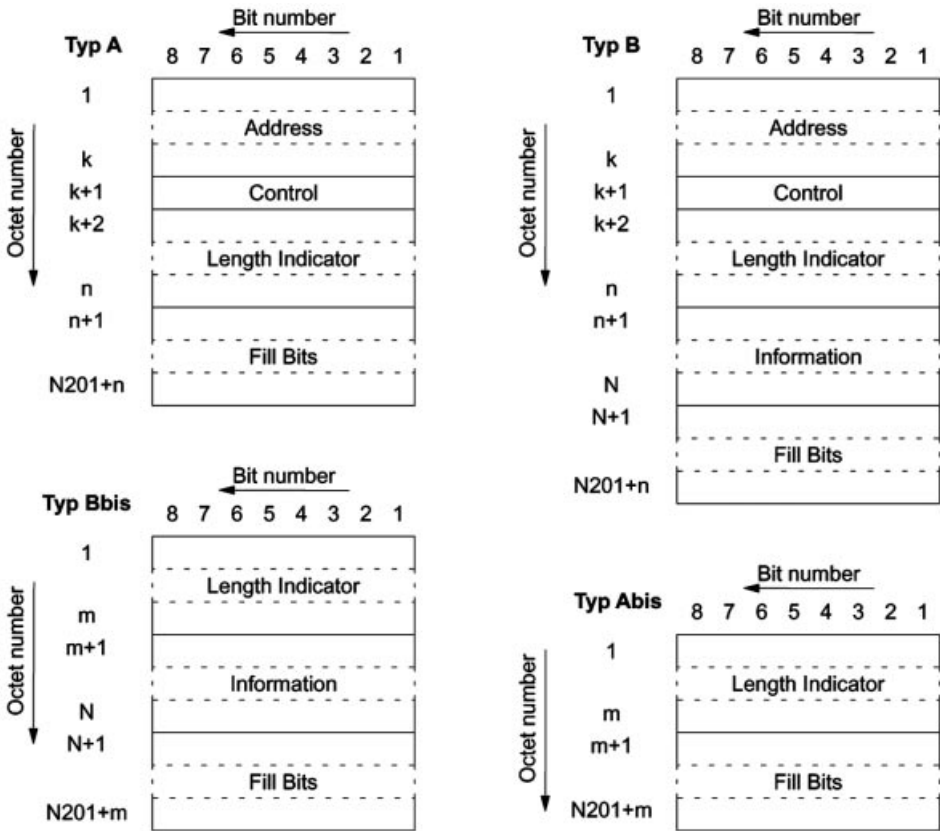 Bit number
Typ A
8 7 6 5 4 3 2 1
Octet number
1
Address
k
k+1 Control
k+2
Length Indicator
n
n+1
Fill Bits
N201+n
Bit number
Typ B
8 7 6 5 4 3 2 1
Octet number
1
Address
k
k+1 Control
k+2
Length Indicator
n
n+1
Information
N
N+1
Fill Bits
N201+n
Bit number
Typ Bbis
8 7 6 5 4 3 2 1
Octet number
1
Length Indicator
m
m+1
Information
N
N+1
Fill Bits
N201+m
Bit number
Typ Abis
8 7 6 5 4 3 2 1
Octet number
1
Length Indicator
m
m+1
Fill Bits
N201+m